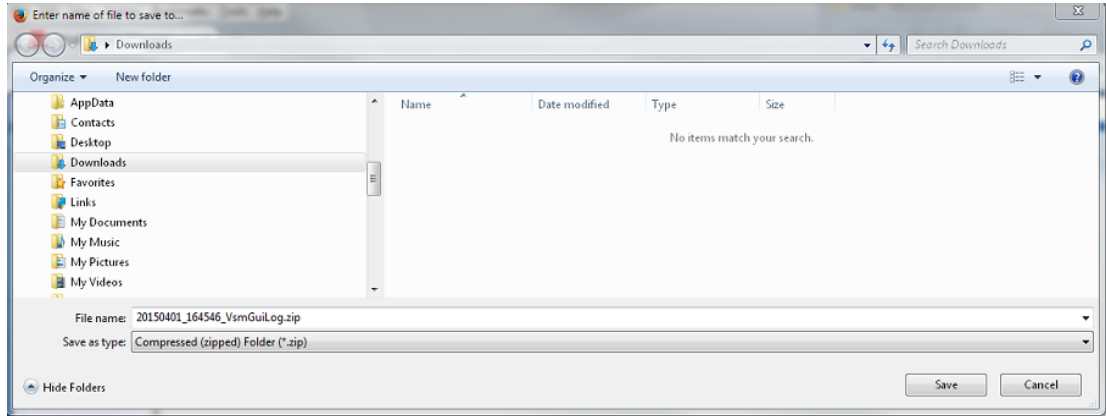 Enter name of file to save to...
Downloads
Search Downloads
Organize New folder
Name Date modified Type Size
No items match your search.
AppData
Contacts
Desktop
Downloads
Favorites
Links
My Documents
My Music
My Pictures
My Videos
File name: 20150401_164546_VsmGuiLog.zip
Save as type: Compressed (zipped) Folder (*.zip)
Hide Folders Save Cancel